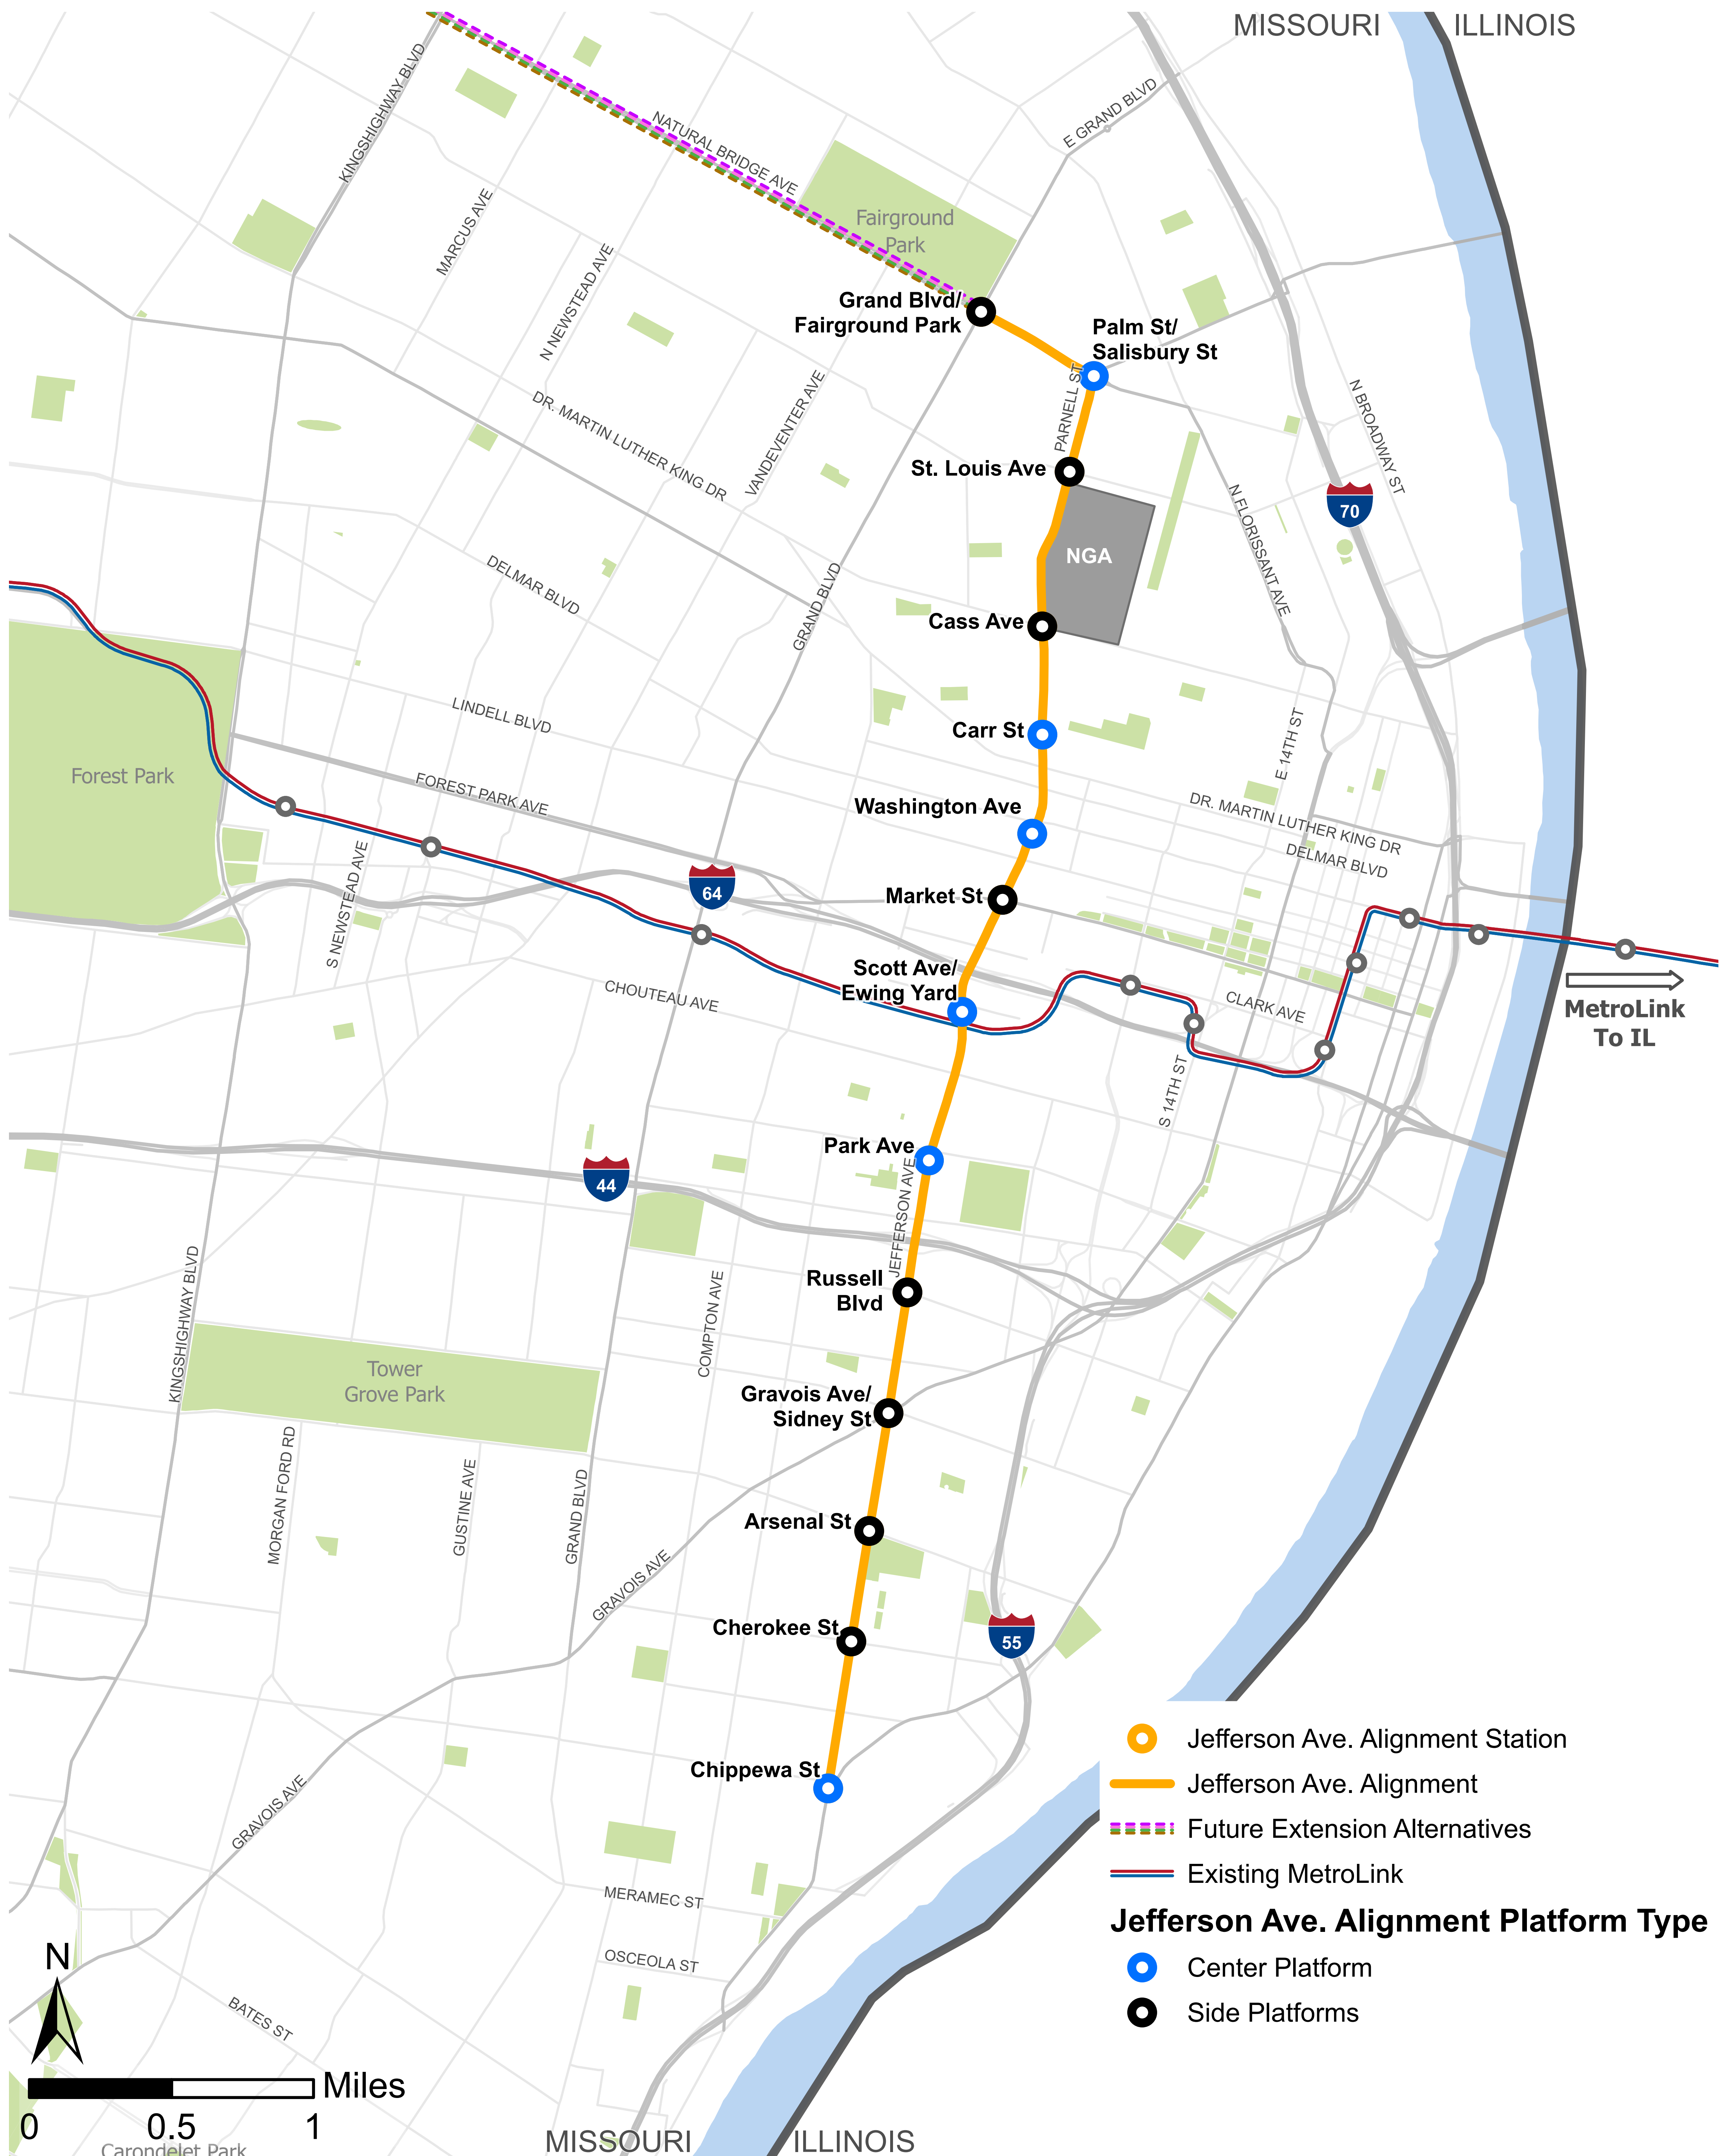 MISSOURI
ILLINOIS
KINGSHIGHWAY BLVD
E GRAND BLVD
NATURAL BRIDGE AVE
MARCUS AVE
Fairground
Park
N NEWSTEAD AVE
Grand Blvd/
Fairground Park
Palm St/
Salisbury St
PARNELL ST
DR. MARTIN LUTHER KING DR
VANDEVENTER AVE
N BROADWAY ST
St. Louis Ave
70
N FLORISSANT AVE
NGA
DELMAR BLVD
GRAND BLVD
Cass Ave
LINDELL BLVD
Carr St
E 14TH ST
Forest Park
FOREST PARK AVE
Washington Ave
DR. MARTIN LUTHER KING DR
DELMAR BLVD
64
Market St
S NEWSTEAD AVE
Scott Ave/
Ewing Yard
CHOUTEAU AVE
CLARK AVE
MetroLink
To IL
S 14TH ST
Park Ave
44
JEFFERSON AVE
Russell
Blvd
KINGSHIGHWAY BLVD
COMPTON AVE
Tower
Grove Park
Gravois Ave/
Sidney St
MORGAN FORD RD
GUSTINE AVE
GRAND BLVD
Arsenal St
GRAVOIS AVE
Cherokee St
55
Chippewa St
GRAVOIS AVE
MERAMEC ST
OSCEOLA ST
BATES ST
Jefferson Ave. Alignment Station
Jefferson Ave. Alignment
Future Extension Alternatives
Existing MetroLink
Jefferson Ave. Alignment Platform Type
Center Platform
Side Platforms
N
Miles
0 0.5 1
Carondelet Park
MISSOURI
ILLINOIS